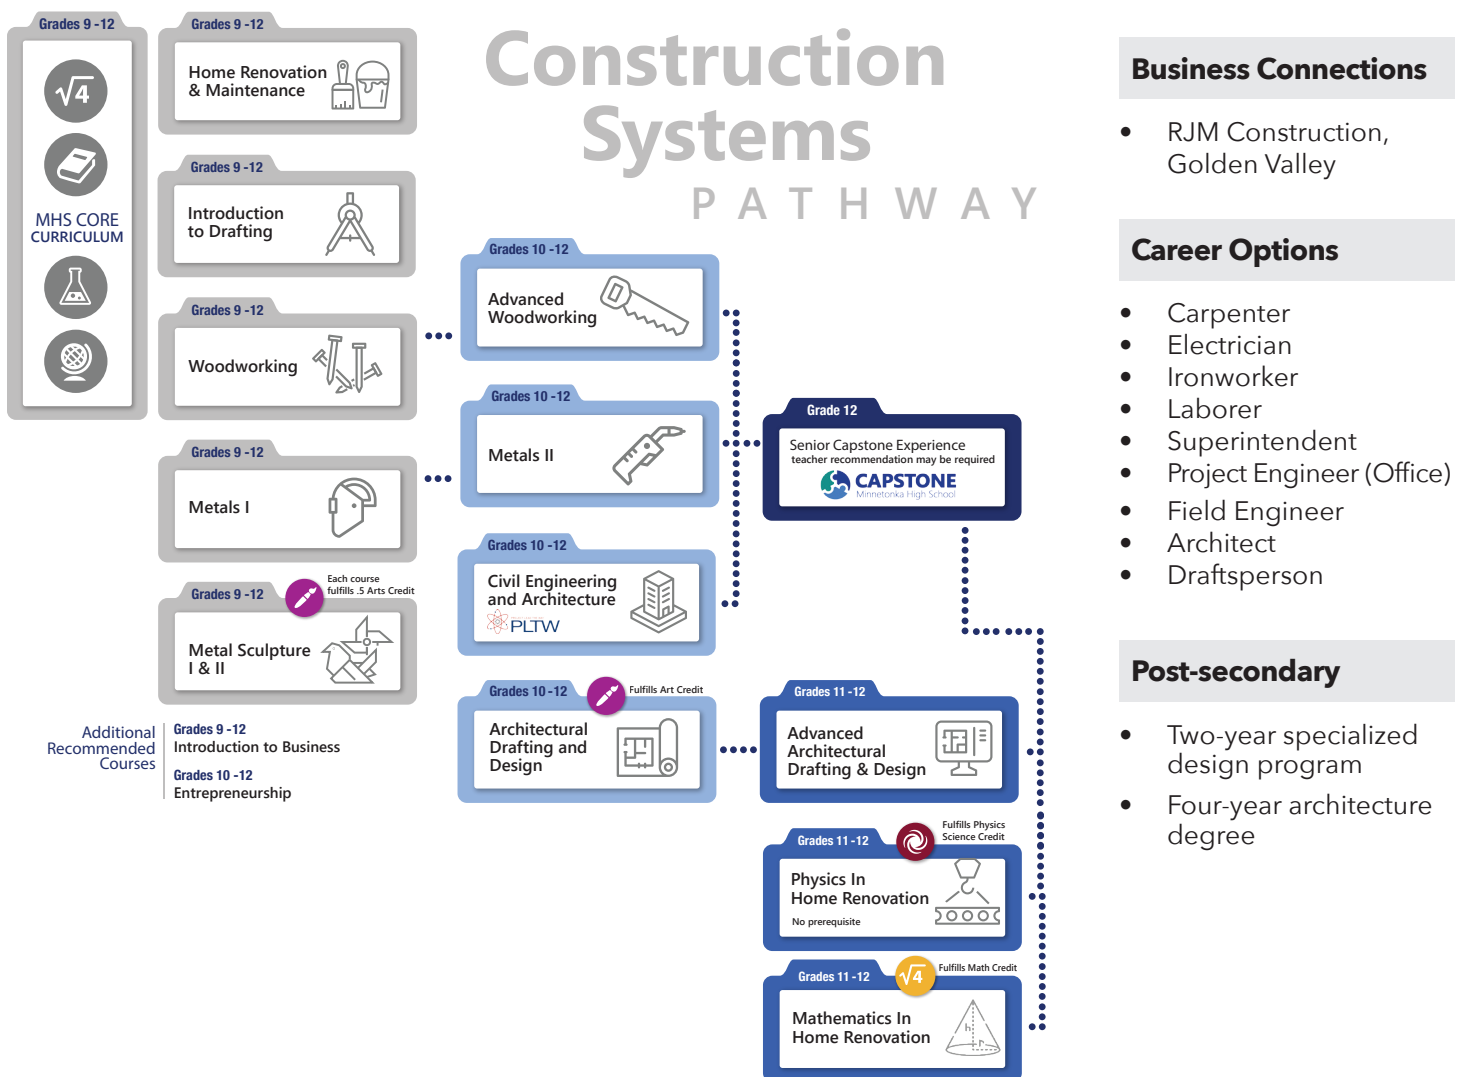 Construction
Systems
PATHWAY
Grades 9 -12
√4
MHS CORE
CURRICULUM
Grades 9 -12
Home Renovation
& Maintenance
Grades 9 -12
Introduction
to Drafting
Grades 9 -12
Woodworking
Grades 9 -12
Metals I
Grades 9 -12
Each course
fulfills .5 Arts Credit
Metal Sculpture
I & II
Additional
Recommended
Courses
Grades 9 -12
Introduction to Business
Grades 10 -12
Entrepreneurship
Grades 10 -12
Advanced
Woodworking
Grades 10 -12
Metals II
Grades 10 -12
Civil Engineering
and Architecture
PLTW
Grades 10 -12
Fulfills Art Credit
Architectural
Drafting and
Design
Grade 12
Senior Capstone Experience
teacher recommendation may be required
CAPSTONE
Minnetonka High School
Grades 11 -12
Advanced
Architectural
Drafting & Design
Grades 11 -12
Fulfills Physics
Science Credit
Physics In
Home Renovation
No prerequisite
Grades 11 -12
√4
Fulfills Math Credit
Mathematics In
Home Renovation
h
r
Business Connections
• RJM Construction,
Golden Valley
Career Options
• Carpenter
• Electrician
• Ironworker
• Laborer
• Superintendent
• Project Engineer (Office)
• Field Engineer
• Architect
• Draftsperson
Post-secondary
• Two-year specialized
design program
• Four-year architecture
degree